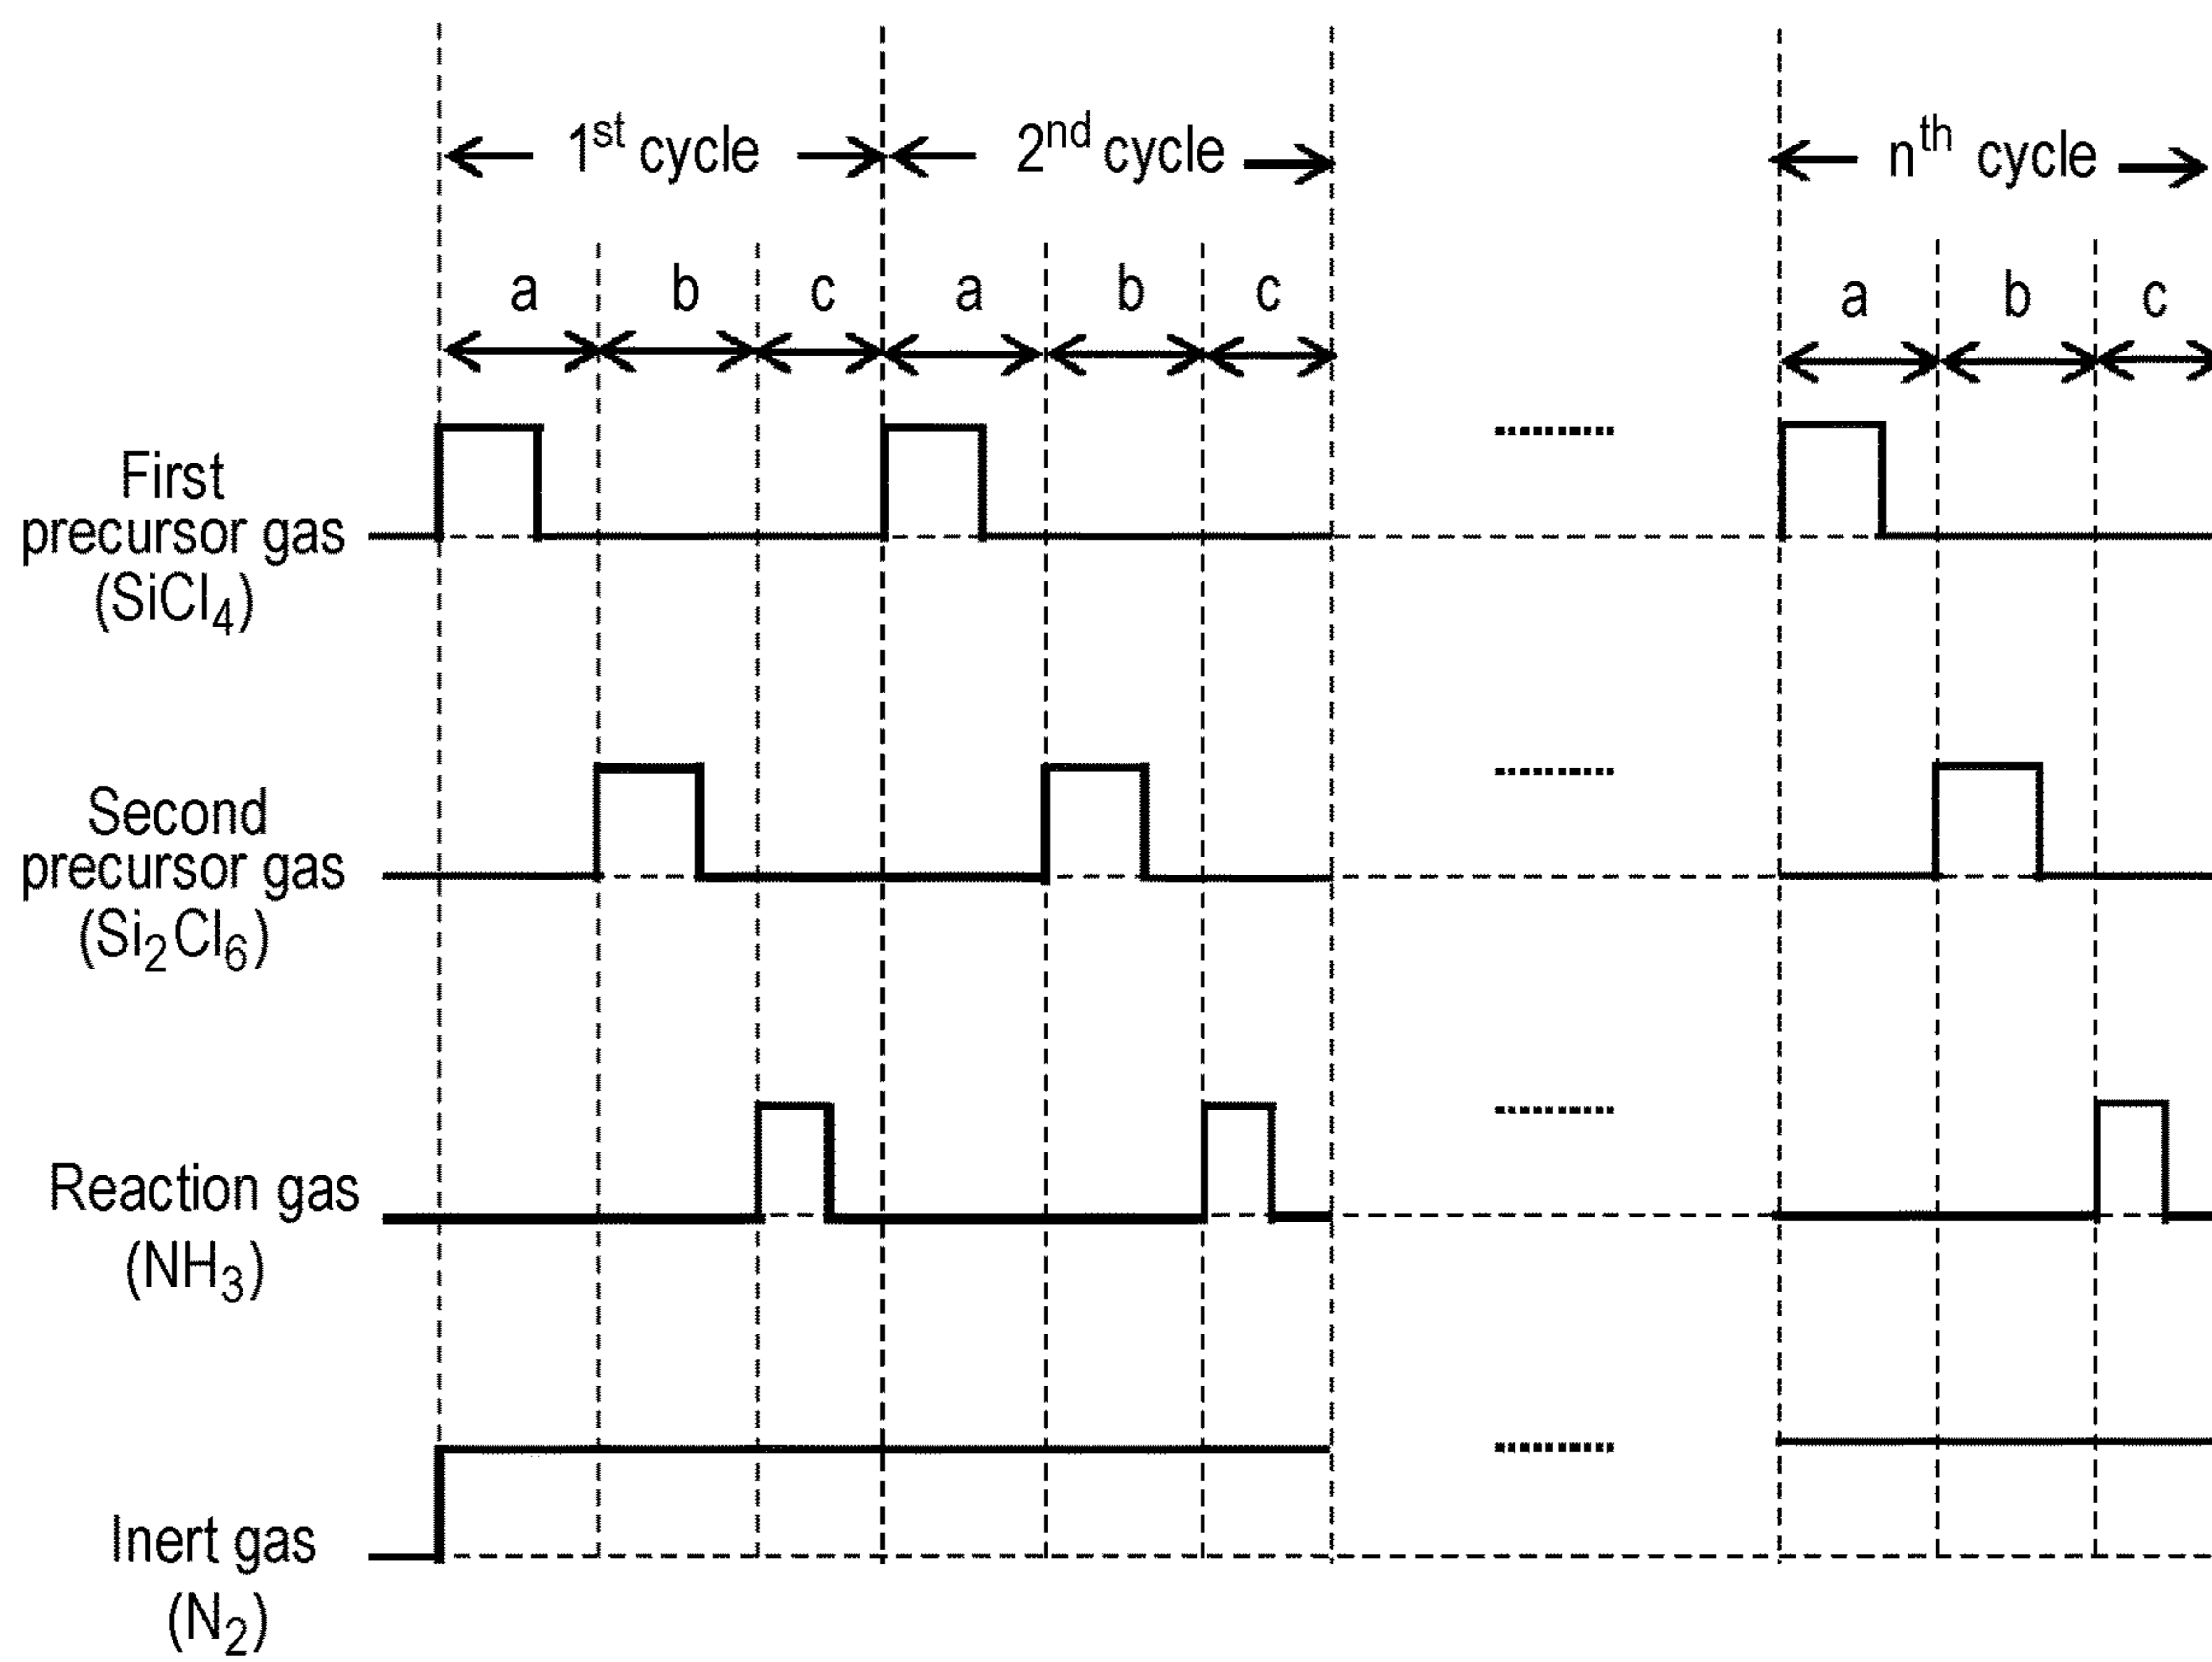 1st cycle 2nd cycle nth cycle
a b c a b c a b c
First
precursor gas
(SiCl4)
Second
precursor gas
(Si2Cl6)
Reaction gas
(NH3)
Inert gas
(N2)